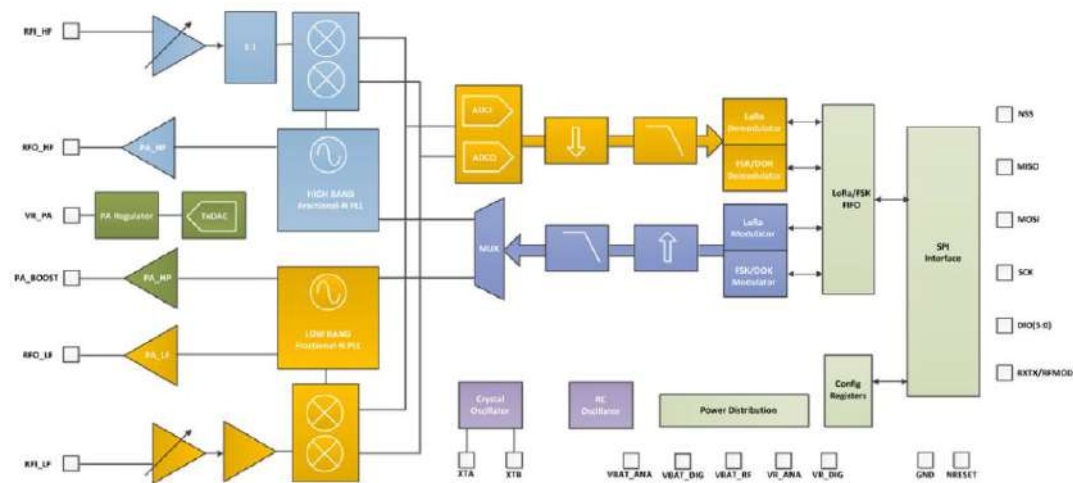 RFI_HF
RFO_HF
VR_PA
PA_BOOST
RFO_LF
RFI_LF
PA_HF
PA Regulator
TxDAC
PA_HP
PA_LF
HIGH BAND
Fractional-N PLL
LOW BAND
Fractional-N PLL
ADCI
ADCQ
MUX
LoRa
Demodulator
FSK/OOK
Demodulator
LoRa
Modulator
FSK/OOK
Modulator
LoRa/FSK
FIFO
SPI
Interface
Config
Registers
Crystal
Oscillator
RC
Oscillator
Power Distribution
NSS
MISO
MOSI
SCK
DIO(5:0)
RXTX/RFMOD
XTA
XTB
VBAT_ANA
VBAT_DIG
VBAT_RF
VR_ANA
VR_DIG
GND
NRESET